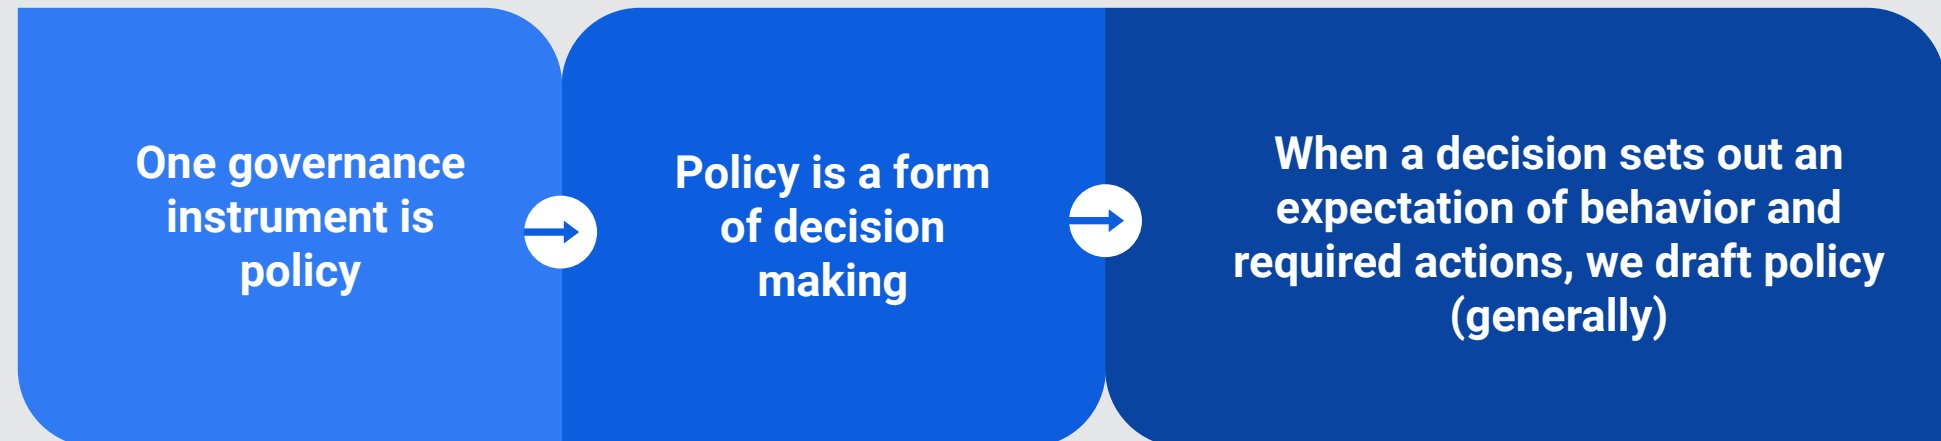 One governance
instrument is
policy
Policy is a form
of decision
making
When a decision sets out an
expectation of behavior and
required actions, we draft policy
(generally)